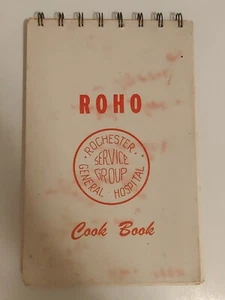 ROHO
· ROCHESTER ·
SERVICE
GROUP
GENERAL HOSPITAL
Cook Book